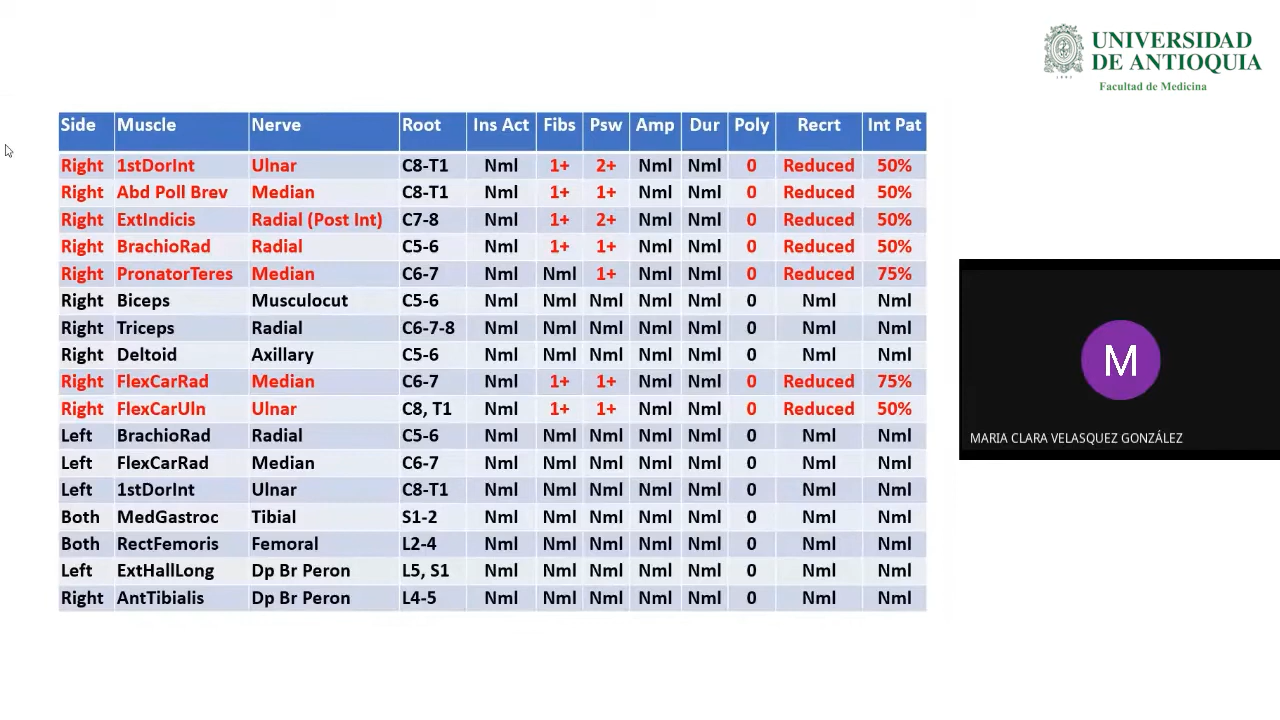 UNIVERSIDAD
DE ANTIOQUIA
Facultad de Medicina
Side Muscle Nerve Root Ins Act Fibs Psw Amp Dur Poly Recrt Int Pat
Right 1stDorInt Ulnar C8-T1 Nml 1+ 2+ Nml Nml 0 Reduced 50%
Right Abd Poll Brev Median C8-T1 Nml 1+ 1+ Nml Nml 0 Reduced 50%
Right ExtIndicis Radial (Post Int) C7-8 Nml 1+ 2+ Nml Nml 0 Reduced 50%
Right BrachioRad Radial C5-6 Nml 1+ 1+ Nml Nml 0 Reduced 50%
Right PronatorTeres Median C6-7 Nml Nml 1+ Nml Nml 0 Reduced 75%
Right Biceps Musculocut C5-6 Nml Nml Nml Nml Nml 0 Nml Nml
Right Triceps Radial C6-7-8 Nml Nml Nml Nml Nml 0 Nml Nml
Right Deltoid Axillary C5-6 Nml Nml Nml Nml Nml 0 Nml Nml
Right FlexCarRad Median C6-7 Nml 1+ 1+ Nml Nml 0 Reduced 75%
Right FlexCarUln Ulnar C8, T1 Nml 1+ 1+ Nml Nml 0 Reduced 50%
Left BrachioRad Radial C5-6 Nml Nml Nml Nml Nml 0 Nml Nml
Left FlexCarRad Median C6-7 Nml Nml Nml Nml Nml 0 Nml Nml
Left 1stDorInt Ulnar C8-T1 Nml Nml Nml Nml Nml 0 Nml Nml
Both MedGastroc Tibial S1-2 Nml Nml Nml Nml Nml 0 Nml Nml
Both RectFemoris Femoral L2-4 Nml Nml Nml Nml Nml 0 Nml Nml
Left ExtHallLong Dp Br Peron L5, S1 Nml Nml Nml Nml Nml 0 Nml Nml
Right AntTibialis Dp Br Peron L4-5 Nml Nml Nml Nml Nml 0 Nml Nml
M
MARIA CLARA VELASQUEZ GONZÁLEZ